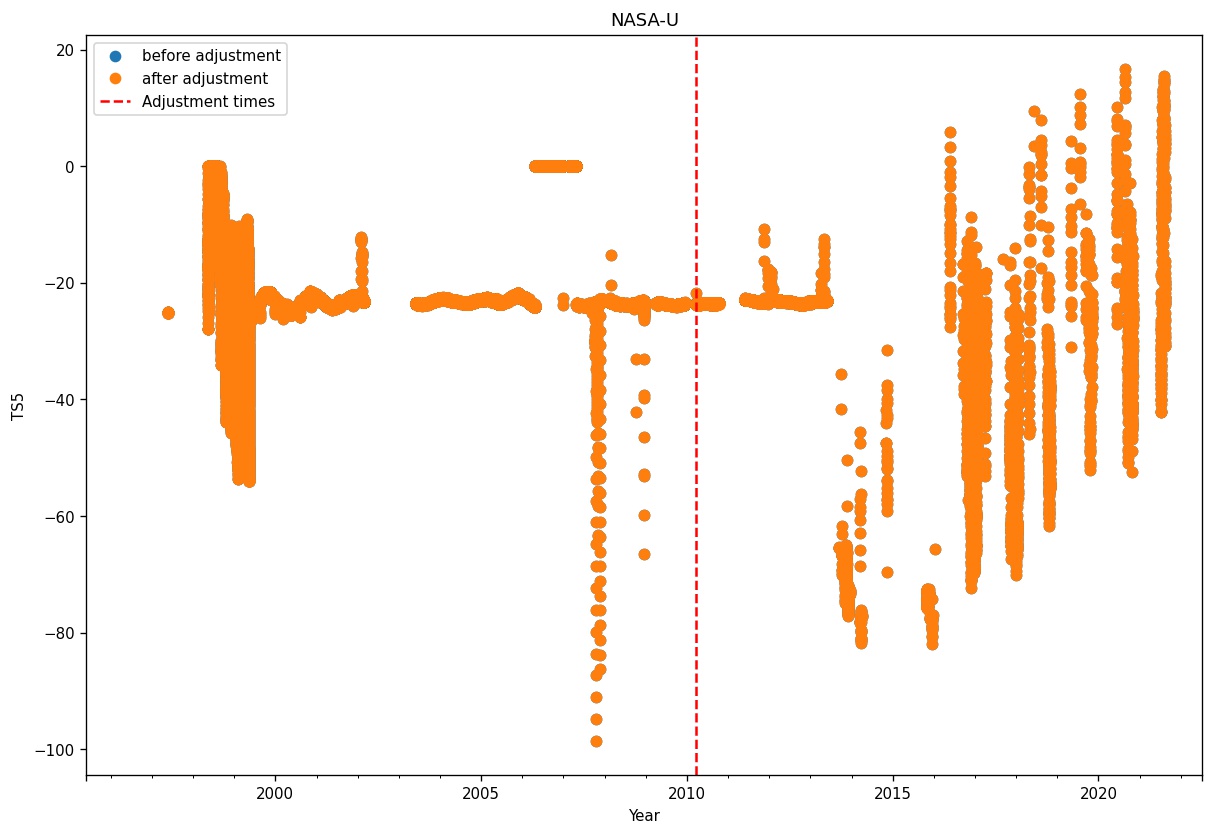 NASA-U
before adjustment
after adjustment
Adjustment times
TS5
20
0
−20
−40
−60
−80
−100
2000 2005 2010 2015 2020
Year